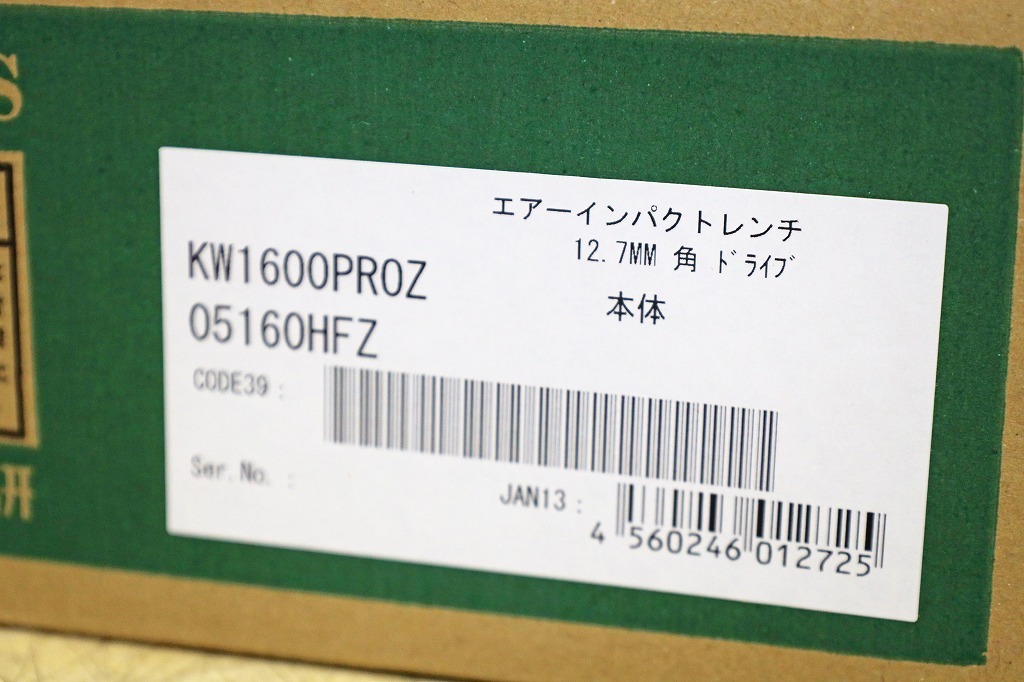 S
エアーインパクトレンチ
12.7MM 角 ﾄﾞﾗｲﾌﾞ
本体
KW1600PROZ
05160HFZ
CODE39 :
Ser.No. :
JAN13 :
4 560246 012725
研